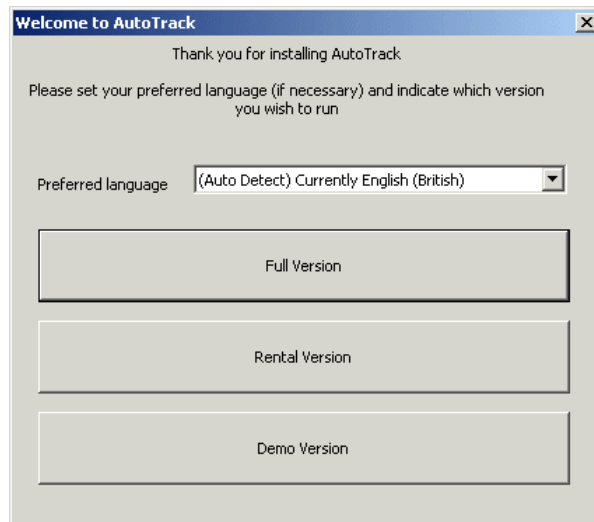 Welcome to AutoTrack
Thank you for installing AutoTrack
Please set your preferred language (if necessary) and indicate which version
you wish to run
Preferred language
(Auto Detect) Currently English (British)
Full Version
Rental Version
Demo Version